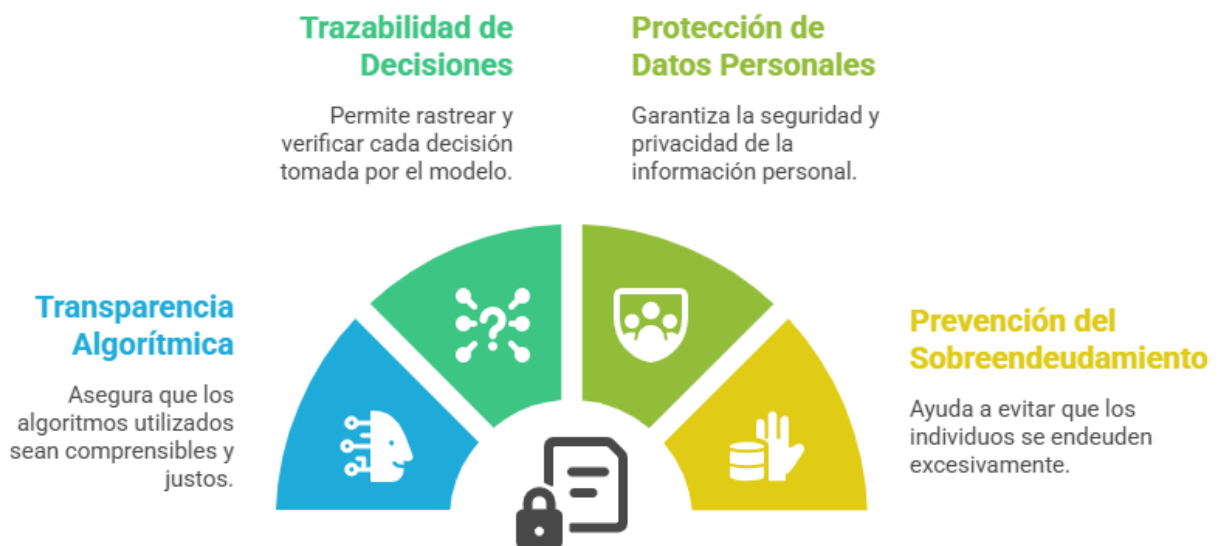 Trazabilidad de
Decisiones
Permite rastrear y
verificar cada decisión
tomada por el modelo.
Protección de
Datos Personales
Garantiza la seguridad y
privacidad de la
información personal.
Transparencia
Algorítmica
Asegura que los
algoritmos utilizados
sean comprensibles y
justos.
Prevención del
Sobreendeudamiento
Ayuda a evitar que los
individuos se endeuden
excesivamente.